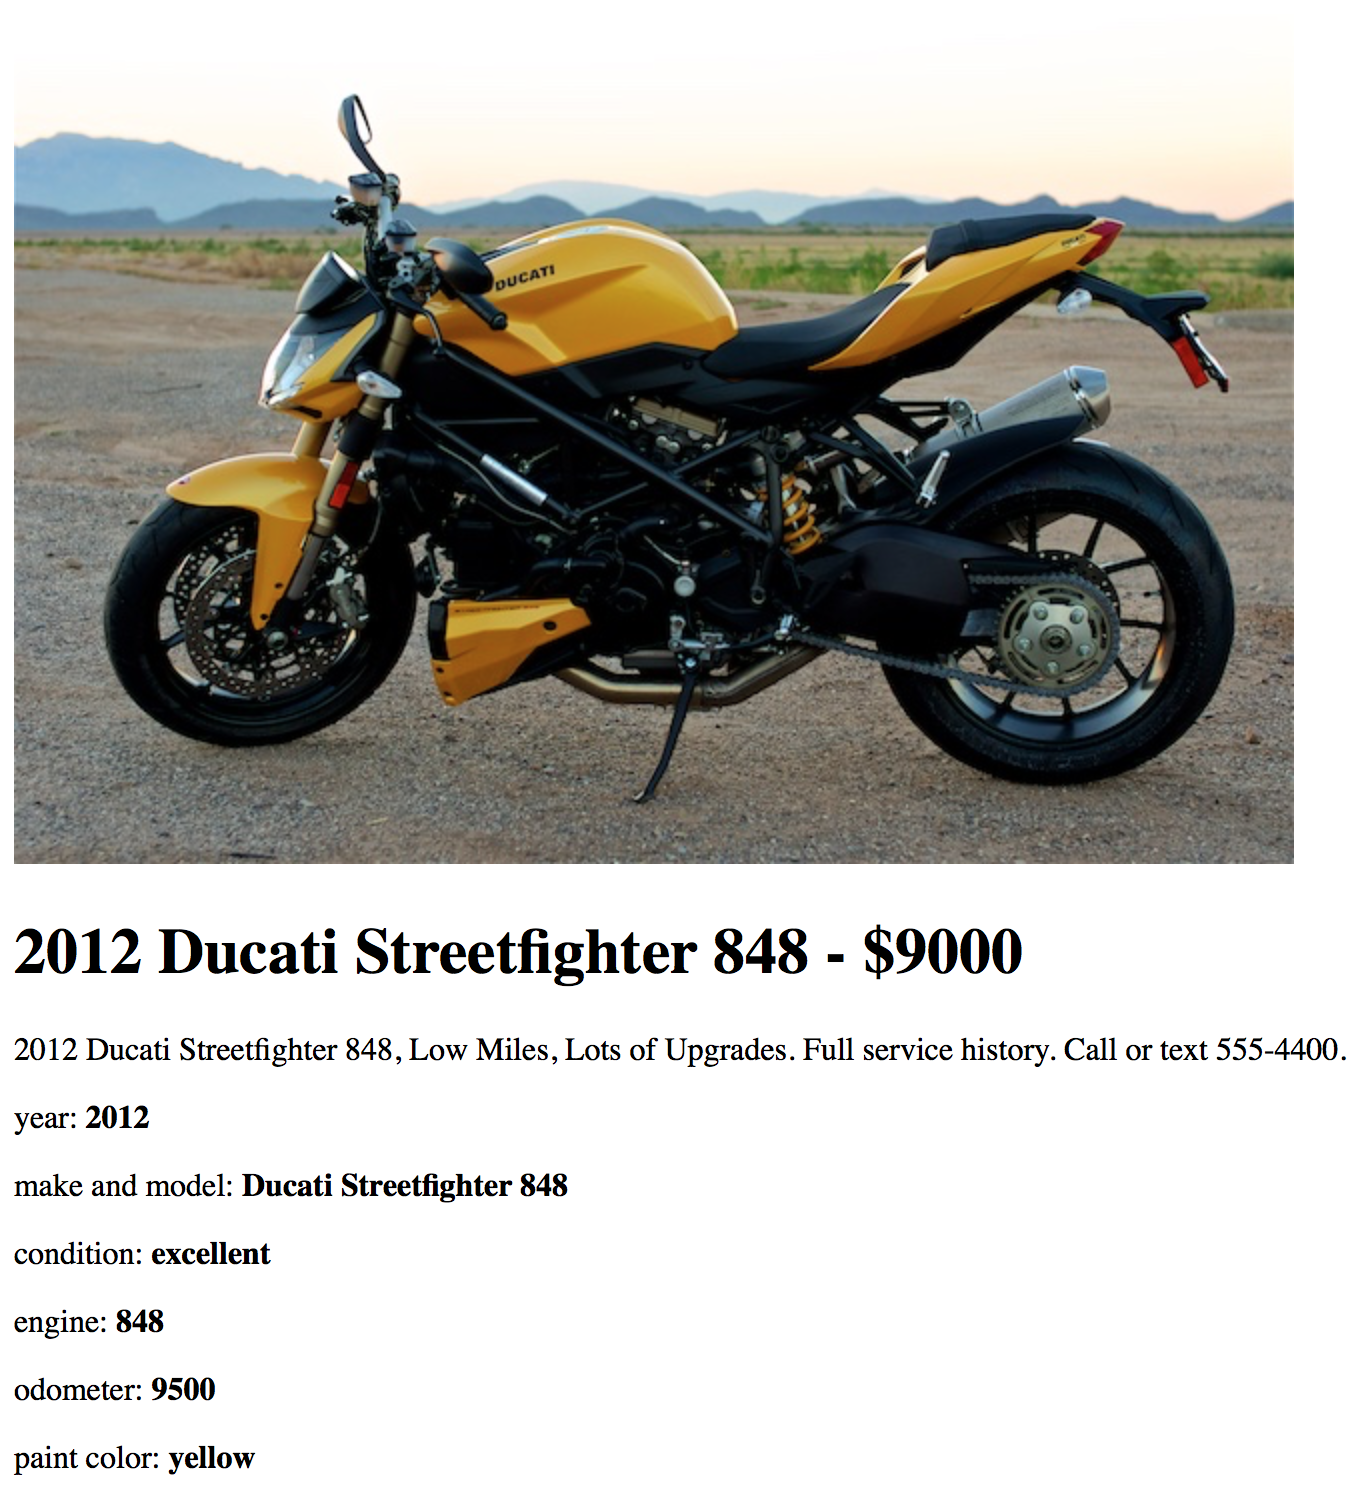 DUCATI
2012 Ducati Streetfighter 848 - $9000
2012 Ducati Streetfighter 848, Low Miles, Lots of Upgrades. Full service history. Call or text 555-4400.
year: 2012
make and model: Ducati Streetfighter 848
condition: excellent
engine: 848
odometer: 9500
paint color: yellow